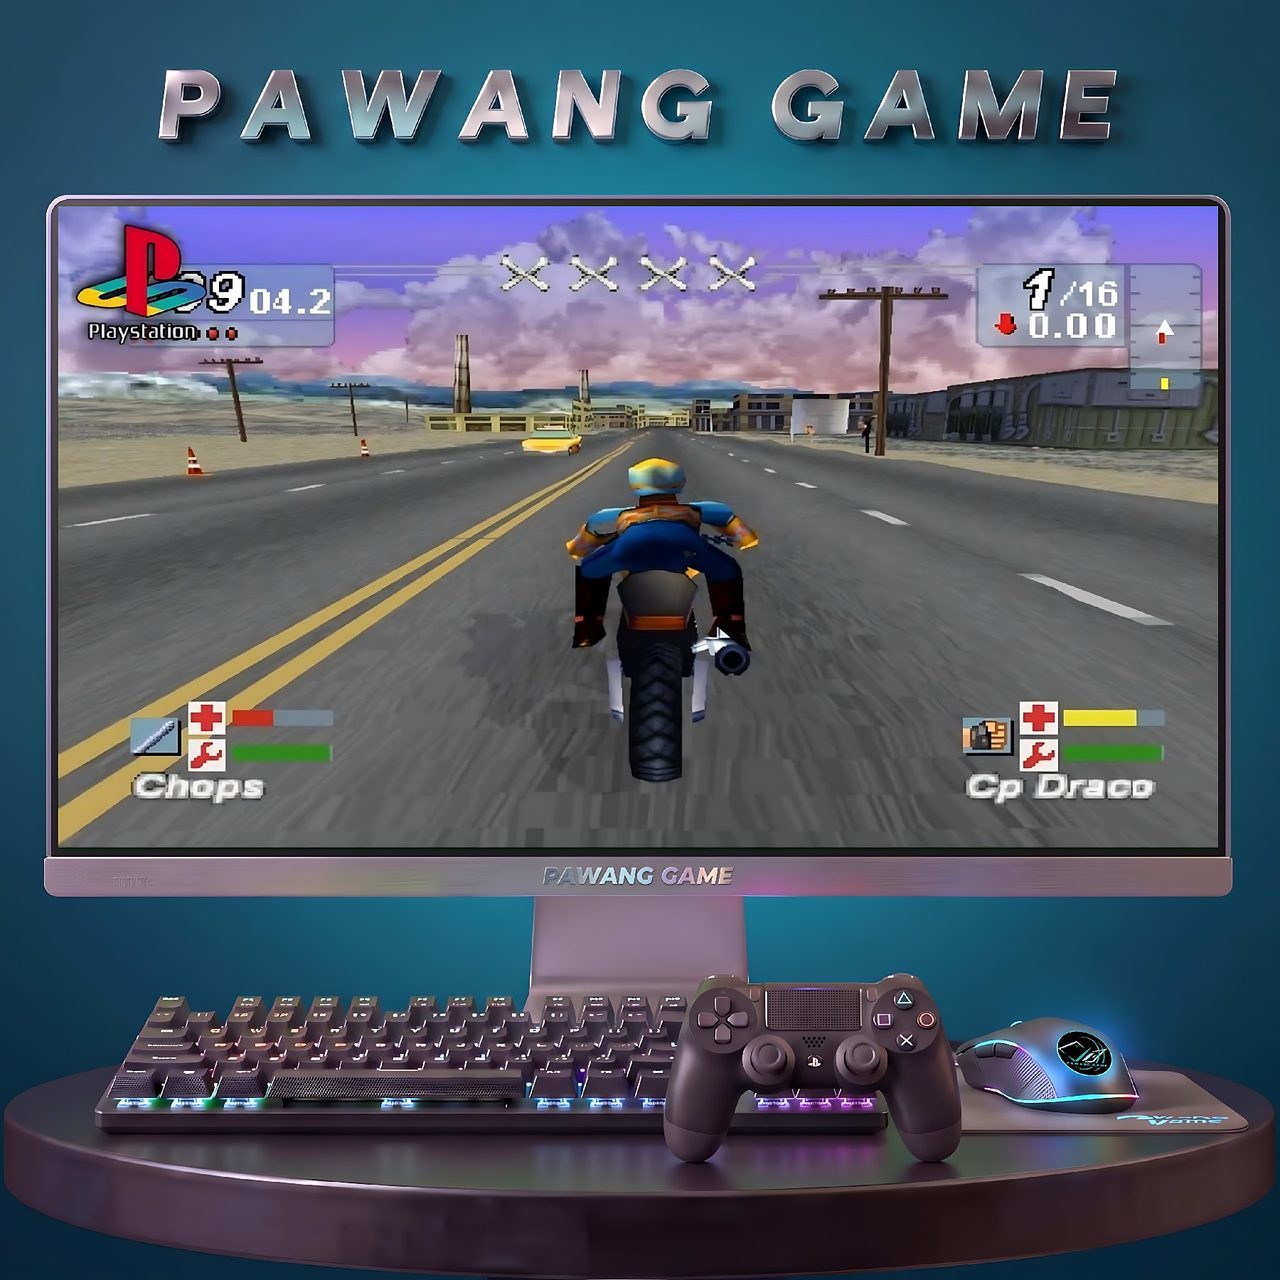 PAWANG GAME
04.2
Playstation
1/16
0.00
Chops
Cp Draco
PAWANG GAME